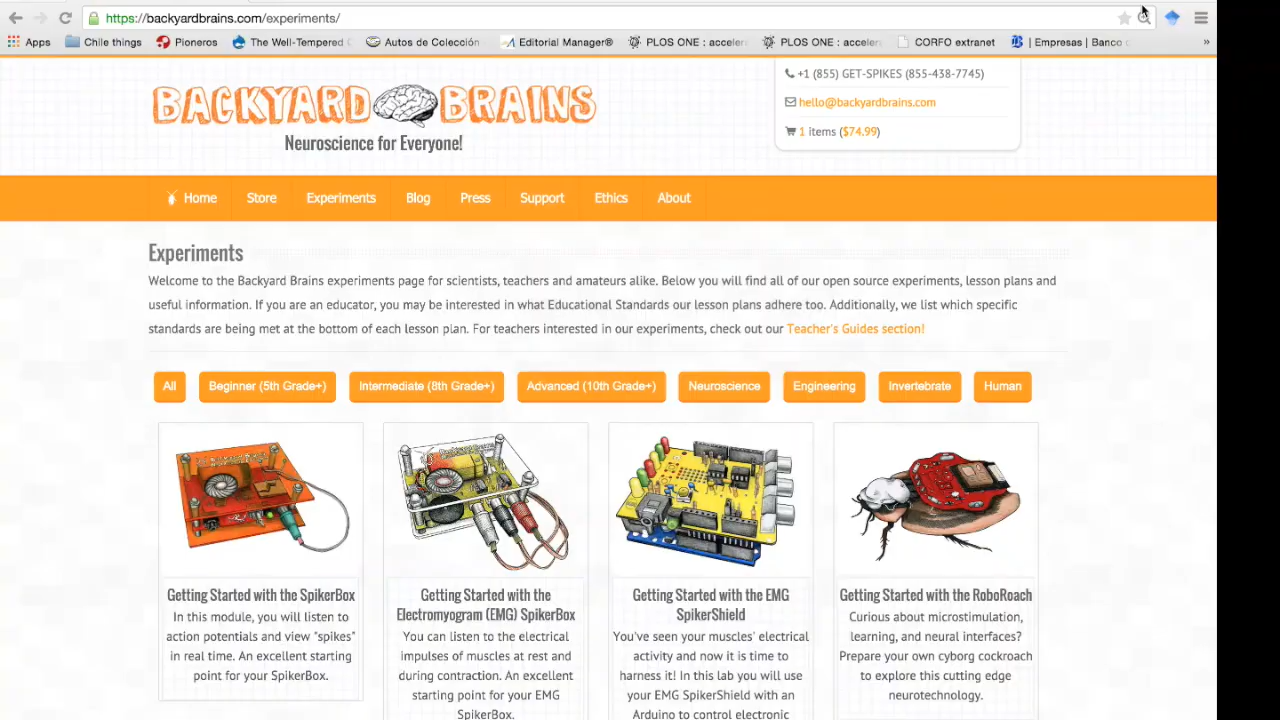 https://backyardbrains.com/experiments/
Apps Chile things Pioneros The Well-Tempered Autos de Colección Editorial Manager® PLOS ONE : acceler PLOS ONE : acceler CORFO extranet | Empresas | Banco »
+1 (855) GET-SPIKES (855-438-7745)
BACKYARD BRAINS
hello@backyardbrains.com
1 items ($74.99)
Neuroscience for Everyone!
Home Store Experiments Blog Press Support Ethics About
Experiments
Welcome to the Backyard Brains experiments page for scientists, teachers and amateurs alike. Below you will find all of our open source experiments, lesson plans and
useful information. If you are an educator, you may be interested in what Educational Standards our lesson plans adhere too. Additionally, we list which specific
standards are being met at the bottom of each lesson plan. For teachers interested in our experiments, check out our Teacher's Guides section!
All Beginner (5th Grade+) Intermediate (8th Grade+) Advanced (10th Grade+) Neuroscience Engineering Invertebrate Human
Getting Started with the SpikerBox
In this module, you will listen to
action potentials and view "spikes"
in real time. An excellent starting
point for your SpikerBox.
Getting Started with the
Electromyogram (EMG) SpikerBox
You can listen to the electrical
impulses of muscles at rest and
during contraction. An excellent
starting point for your EMG
SpikerBox.
Getting Started with the EMG
SpikerShield
You've seen your muscles' electrical
activity and now it is time to
harness it! In this lab you will use
your EMG SpikerShield with an
Arduino to control electronic
Getting Started with the RoboRoach
Curious about microstimulation,
learning, and neural interfaces?
Prepare your own cyborg cockroach
to explore this cutting edge
neurotechnology.